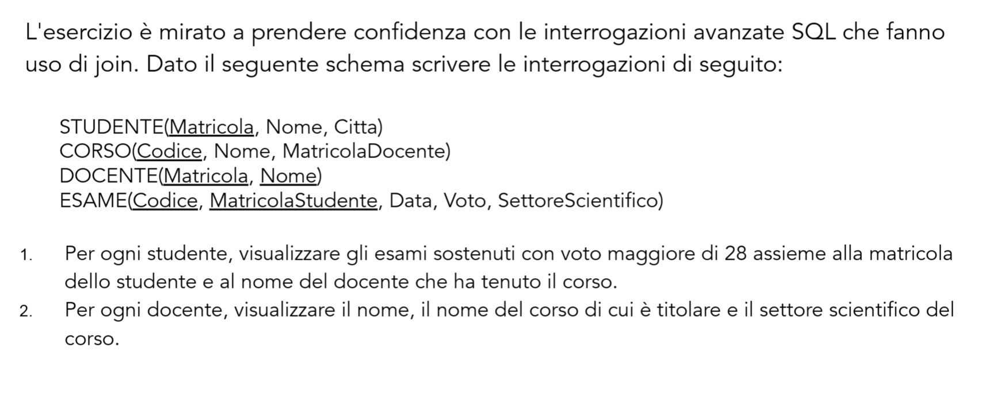 L'esercizio è mirato a prendere confidenza con le interrogazioni avanzate SQL che fanno
uso di join. Dato il seguente schema scrivere le interrogazioni di seguito:
STUDENTE(Matricola, Nome, Citta)
CORSO(Codice, Nome, MatricolaDocente)
DOCENTE(Matricola, Nome)
ESAME(Codice, MatricolaStudente, Data, Voto, SettoreScientifico)
1. Per ogni studente, visualizzare gli esami sostenuti con voto maggiore di 28 assieme alla matricola
dello studente e al nome del docente che ha tenuto il corso.
2. Per ogni docente, visualizzare il nome, il nome del corso di cui è titolare e il settore scientifico del
corso.